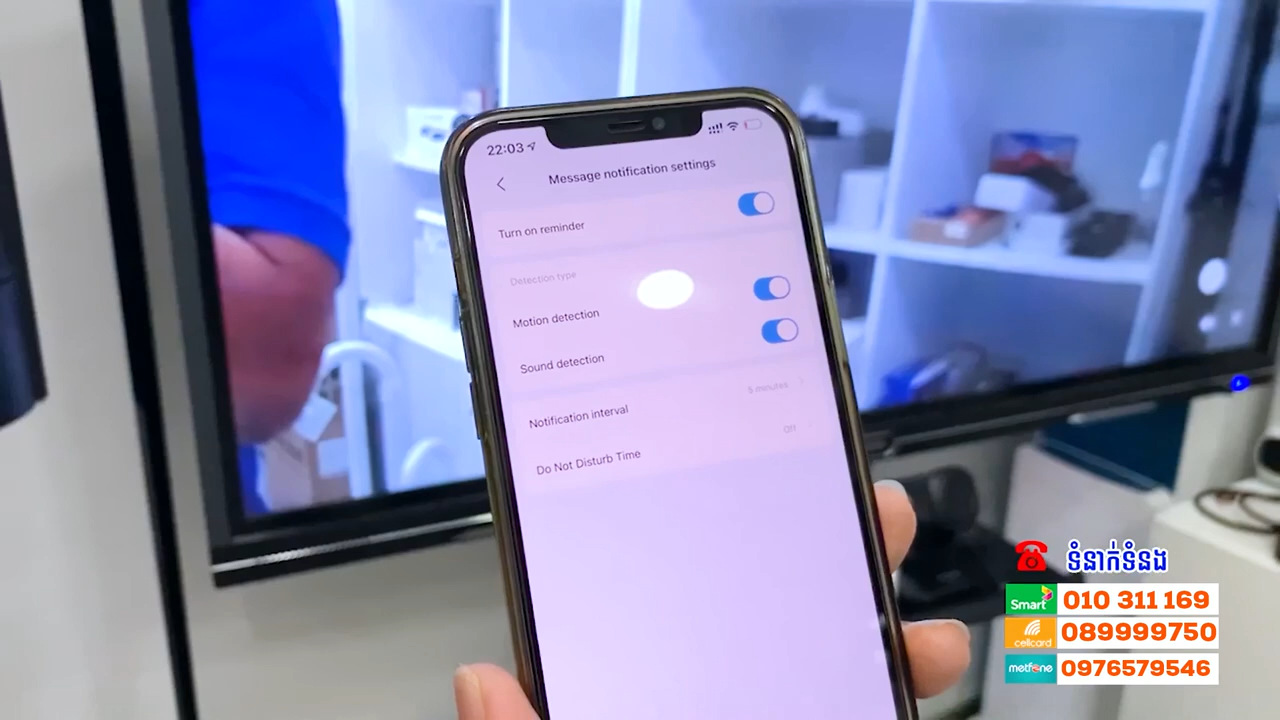 22:03
Message notification settings
Turn on reminder
Detection type
Motion detection
Sound detection
Notification interval
5 minutes
Do Not Disturb Time
Off
ទំនាក់ទំនង
Smart 010 311 169
cellcard 089999750
metfone 0976579546